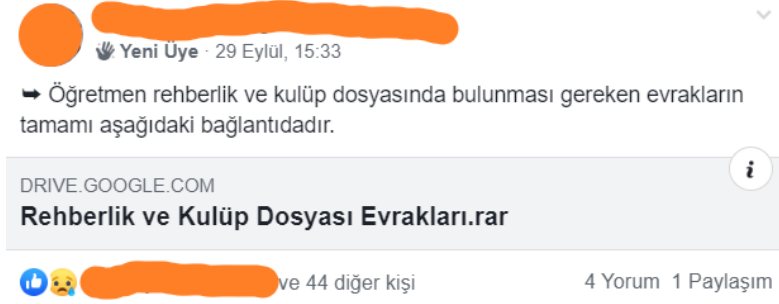 Yeni Üye · 29 Eylül, 15:33
➥ Öğretmen rehberlik ve kulüp dosyasında bulunması gereken evrakların
tamamı aşağıdaki bağlantıdadır.
DRIVE.GOOGLE.COM
Rehberlik ve Kulüp Dosyası Evrakları.rar
ve 44 diğer kişi
4 Yorum 1 Paylaşım